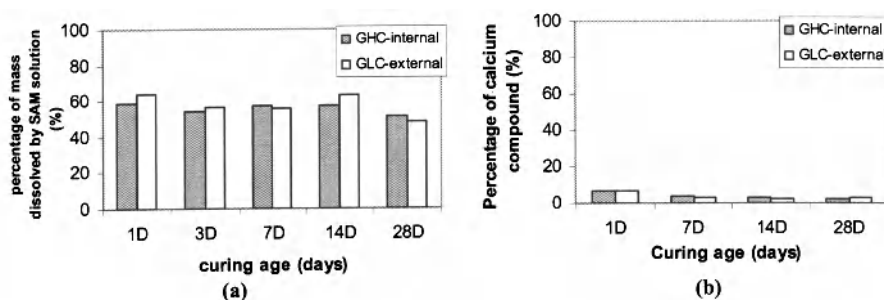 percentage of mass
dissolved by SAM solution
(%)
100
80
60
40
20
0
GHC-internal
GLC-external
1D 3D 7D 14D 28D
curing age (days)
(a)
Percentage of calcium
compound (%)
100
80
60
40
20
0
GHC-internal
GLC-external
1D 7D 14D 28D
Curing age (days)
(b)